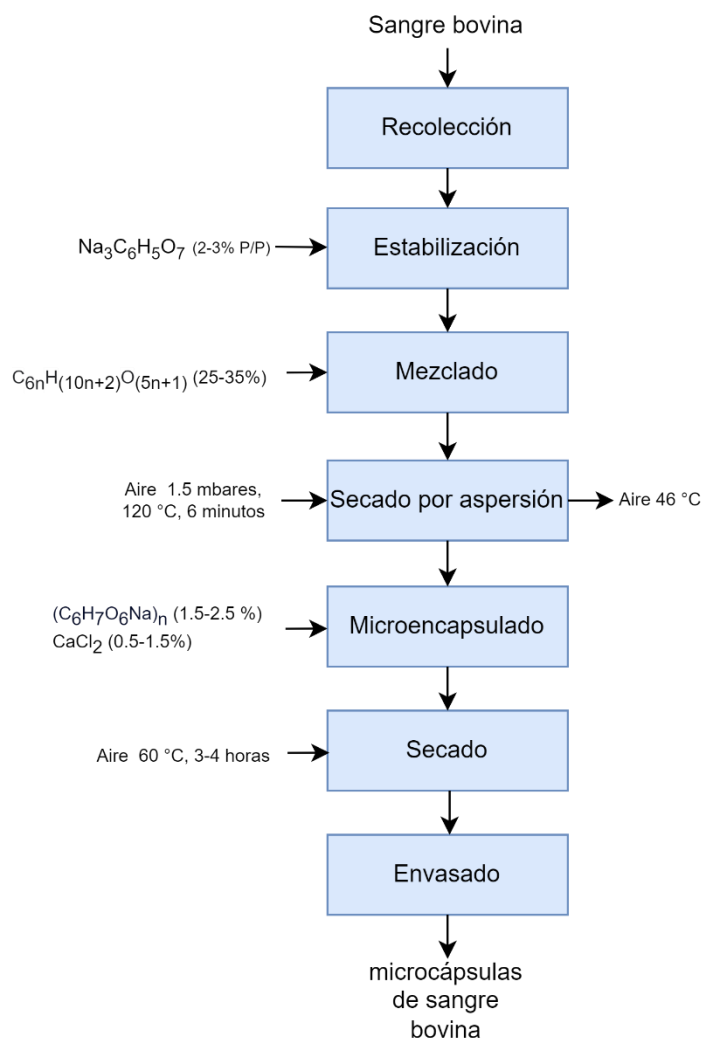 Sangre bovina
Recolección
Na3C6H5O7 (2-3% P/P)
Estabilización
C6nH(10n+2)O(5n+1) (25-35%)
Mezclado
Aire 1.5 mbares,
120 °C, 6 minutos
Secado por aspersión
Aire 46 °C
(C6H7O6Na)n (1.5-2.5 %)
CaCl2 (0.5-1.5%)
Microencapsulado
Aire 60 °C, 3-4 horas
Secado
Envasado
microcápsulas
de sangre
bovina